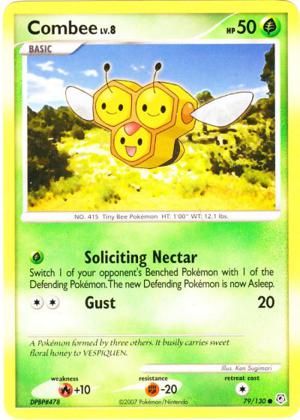 Combee LV.8 HP 50
BASIC
NO. 415 Tiny Bee Pokémon HT: 1'00" WT: 12.1 lbs.
Soliciting Nectar
Switch 1 of your opponent's Benched Pokémon with 1 of the
Defending Pokémon. The new Defending Pokémon is now Asleep.
Gust 20
Illus. Ken Sugimori
A Pokémon formed by three others. It busily carries sweet
floral honey to VESPIQUEN.
weakness resistance retreat cost
+10 -20
DPBP#478 ©2007 Pokémon 79/130